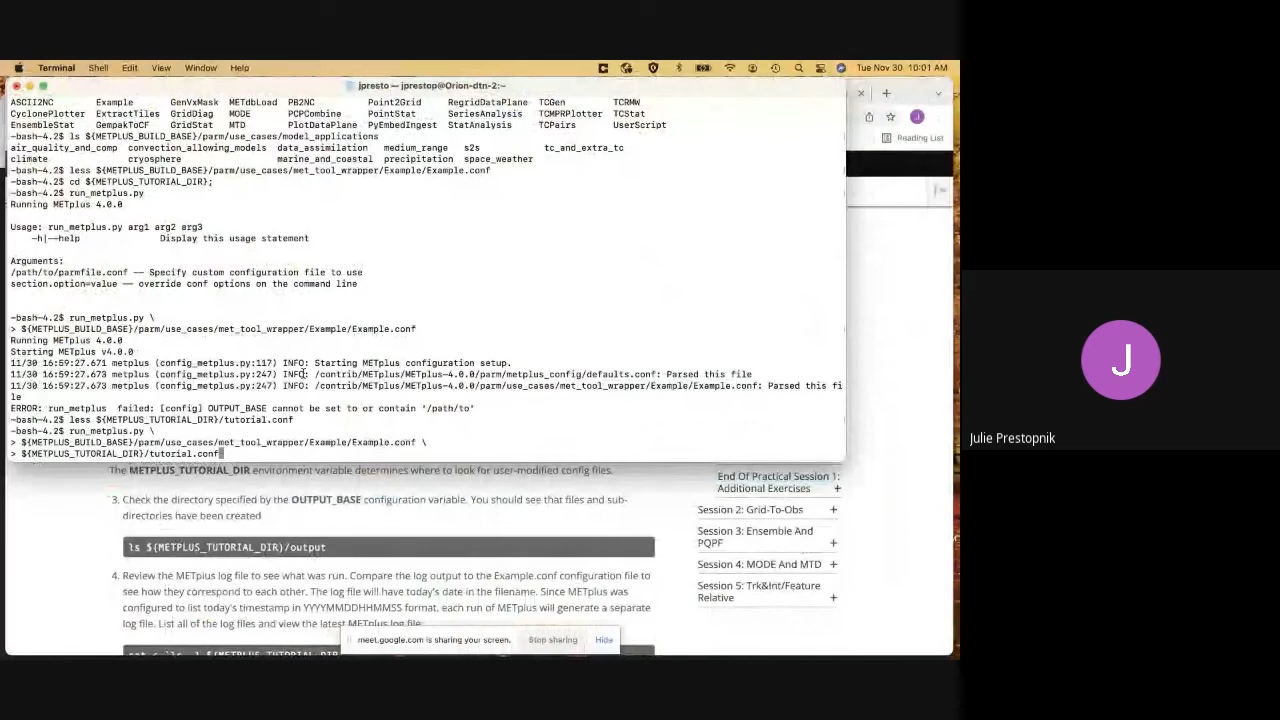 Terminal Shell Edit View Window Help Tue Nov 30 10:01 AM
jpresto — jprestop@Orion-dtn-2:~
ASCII2NC Example GenVxMask METdbLoad PB2NC Point2Grid RegridDataPlane TCGen TCRMW
CyclonePlotter ExtractTiles GridDiag MODE PCPCombine PointStat SeriesAnalysis TCMPRPlotter TCStat
EnsembleStat GempakToCF GridStat MTD PlotDataPlane PyEmbedIngest StatAnalysis TCPairs UserScript
-bash-4.2$ ls ${METPLUS_BUILD_BASE}/parm/use_cases/model_applications
air_quality_and_comp convection_allowing_models data_assimilation medium_range s2s tc_and_extra_tc
climate cryosphere marine_and_coastal precipitation space_weather
-bash-4.2$ less ${METPLUS_BUILD_BASE}/parm/use_cases/met_tool_wrapper/Example/Example.conf
-bash-4.2$ cd ${METPLUS_TUTORIAL_DIR};
-bash-4.2$ run_metplus.py
Running METplus 4.0.0
Usage: run_metplus.py arg1 arg2 arg3
-h|--help Display this usage statement
Arguments:
/path/to/parmfile.conf -- Specify custom configuration file to use
section.option=value -- override conf options on the command line
-bash-4.2$ run_metplus.py \
> ${METPLUS_BUILD_BASE}/parm/use_cases/met_tool_wrapper/Example/Example.conf
Running METplus 4.0.0
Starting METplus v4.0.0
11/30 16:59:27.671 metplus (config_metplus.py:117) INFO: Starting METplus configuration setup.
11/30 16:59:27.673 metplus (config_metplus.py:247) INFO: /contrib/METplus/METplus-4.0.0/parm/metplus_config/defaults.conf: Parsed this file
11/30 16:59:27.673 metplus (config_metplus.py:247) INFO: /contrib/METplus/METplus-4.0.0/parm/use_cases/met_tool_wrapper/Example/Example.conf: Parsed this fi
le
ERROR: run_metplus failed: [config] OUTPUT_BASE cannot be set to or contain '/path/to'
-bash-4.2$ less ${METPLUS_TUTORIAL_DIR}/tutorial.conf
-bash-4.2$ run_metplus.py \
> ${METPLUS_BUILD_BASE}/parm/use_cases/met_tool_wrapper/Example/Example.conf \
> ${METPLUS_TUTORIAL_DIR}/tutorial.conf
Reading List
The METPLUS_TUTORIAL_DIR environment variable determines where to look for user-modified config files.
3. Check the directory specified by the OUTPUT_BASE configuration variable. You should see that files and sub-
directories have been created
ls ${METPLUS_TUTORIAL_DIR}/output
4. Review the METplus log file to see what was run. Compare the log output to the Example.conf configuration file to
see how they correspond to each other. The log file will have today's date in the filename. Since METplus was
configured to list today's timestamp in YYYYMMDDHHMMSS format, each run of METplus will generate a separate
log file. List all of the log files and view the latest METplus log file:
End Of Practical Session 1:
Additional Exercises +
Session 2: Grid-To-Obs +
Session 3: Ensemble And
PQPF +
Session 4: MODE And MTD +
Session 5: Trk&Int/Feature
Relative +
meet.google.com is sharing your screen. Stop sharing Hide
J
Julie Prestopnik